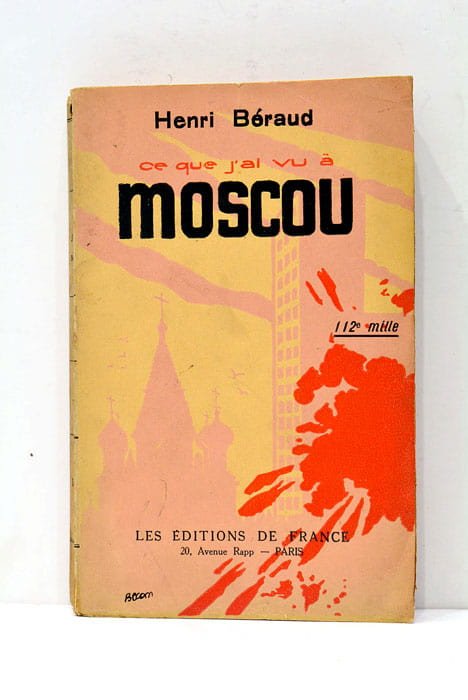 Henri Béraud
ce que j'ai vu à
MOSCOU
112e mille
LES ÉDITIONS DE FRANCE
20, Avenue Rapp — PARIS